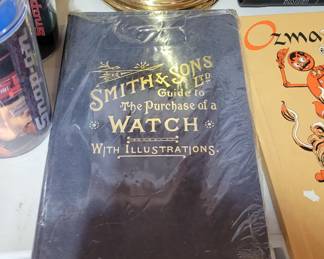 SMITH & SONS LTD
Guide to
The Purchase of a
WATCH
WITH ILLUSTRATIONS.
Ozma